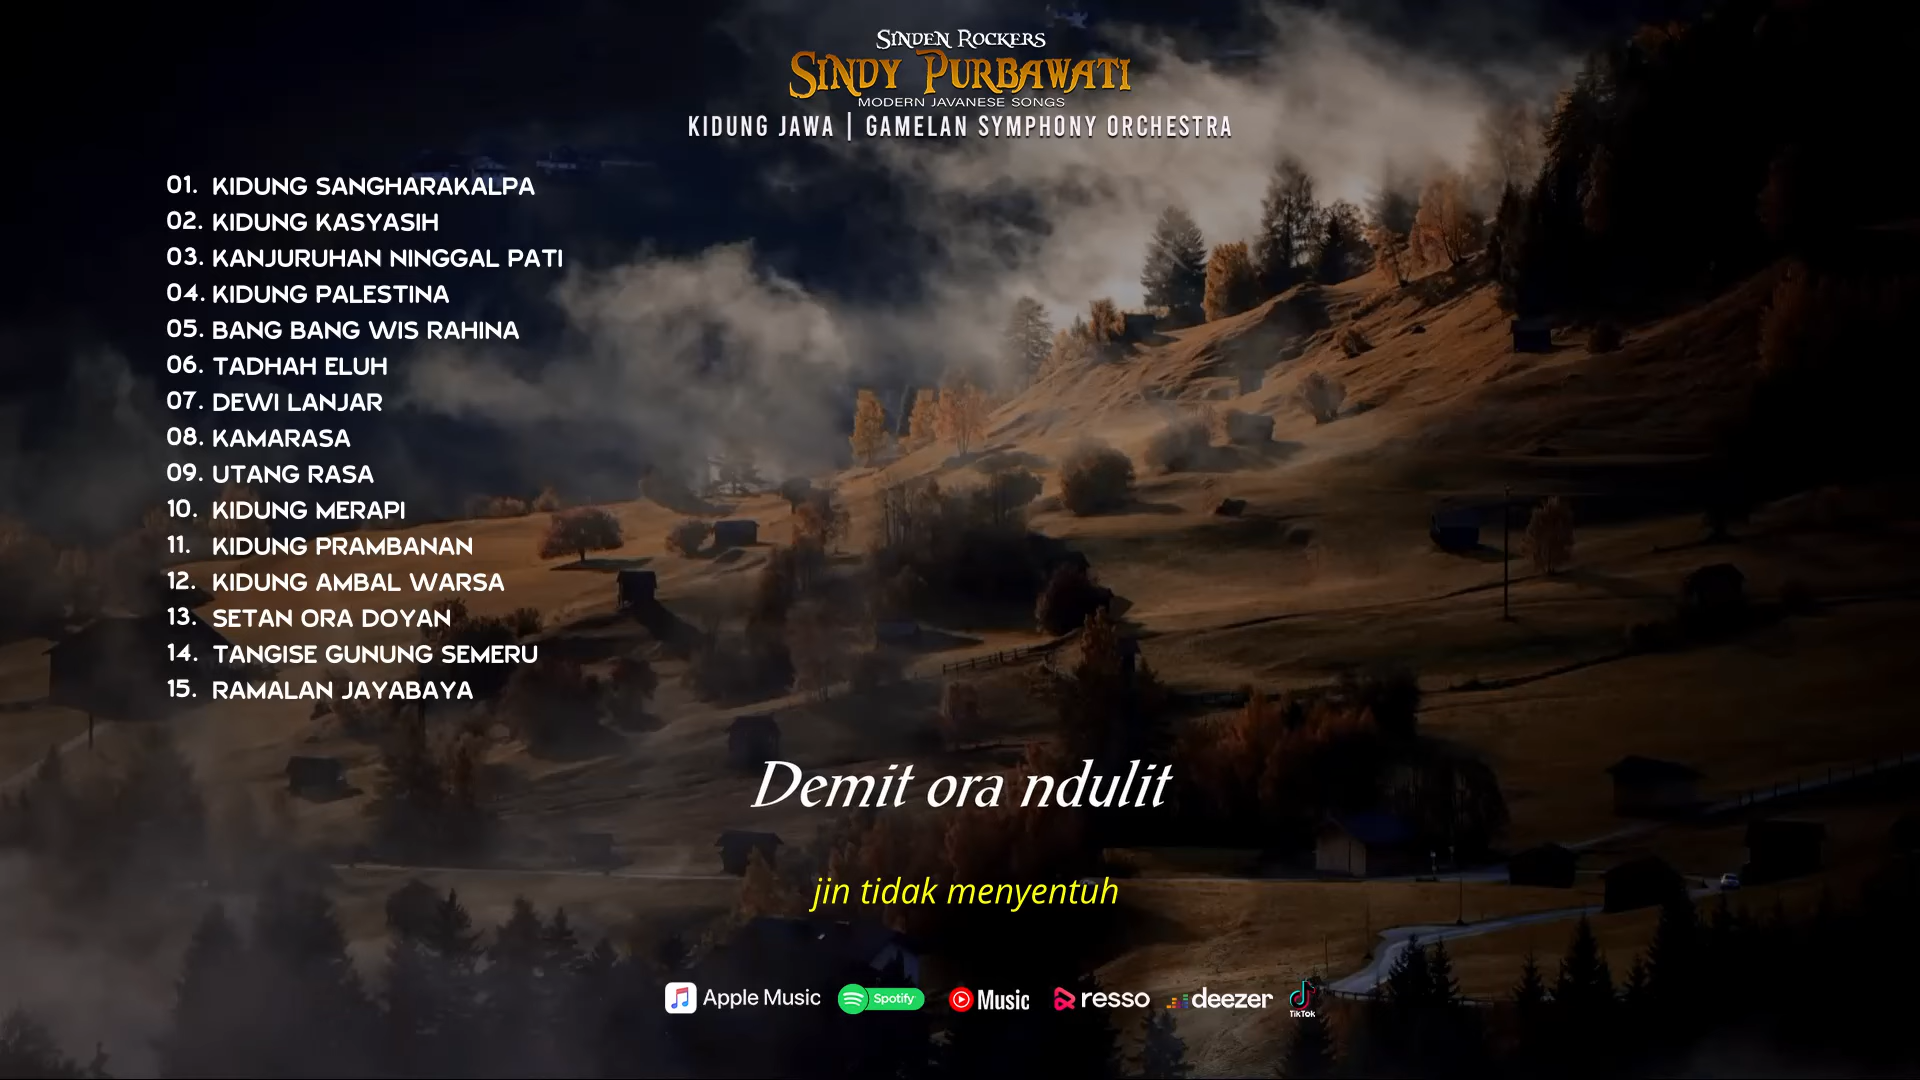 SINDEN ROCKERS
SINDY PURBAWATI
MODERN JAVANESE SONGS
KIDUNG JAWA | GAMELAN SYMPHONY ORCHESTRA
01. KIDUNG SANGHARAKALPA
02. KIDUNG KASYASIH
03. KANJURUHAN NINGGAL PATI
04. KIDUNG PALESTINA
05. BANG BANG WIS RAHINA
06. TADHAH ELUH
07. DEWI LANJAR
08. KAMARASA
09. UTANG RASA
10. KIDUNG MERAPI
11. KIDUNG PRAMBANAN
12. KIDUNG AMBAL WARSA
13. SETAN ORA DOYAN
14. TANGISE GUNUNG SEMERU
15. RAMALAN JAYABAYA
Demit ora ndulit
jin tidak menyentuh
Apple Music Spotify Music resso deezer TikTok